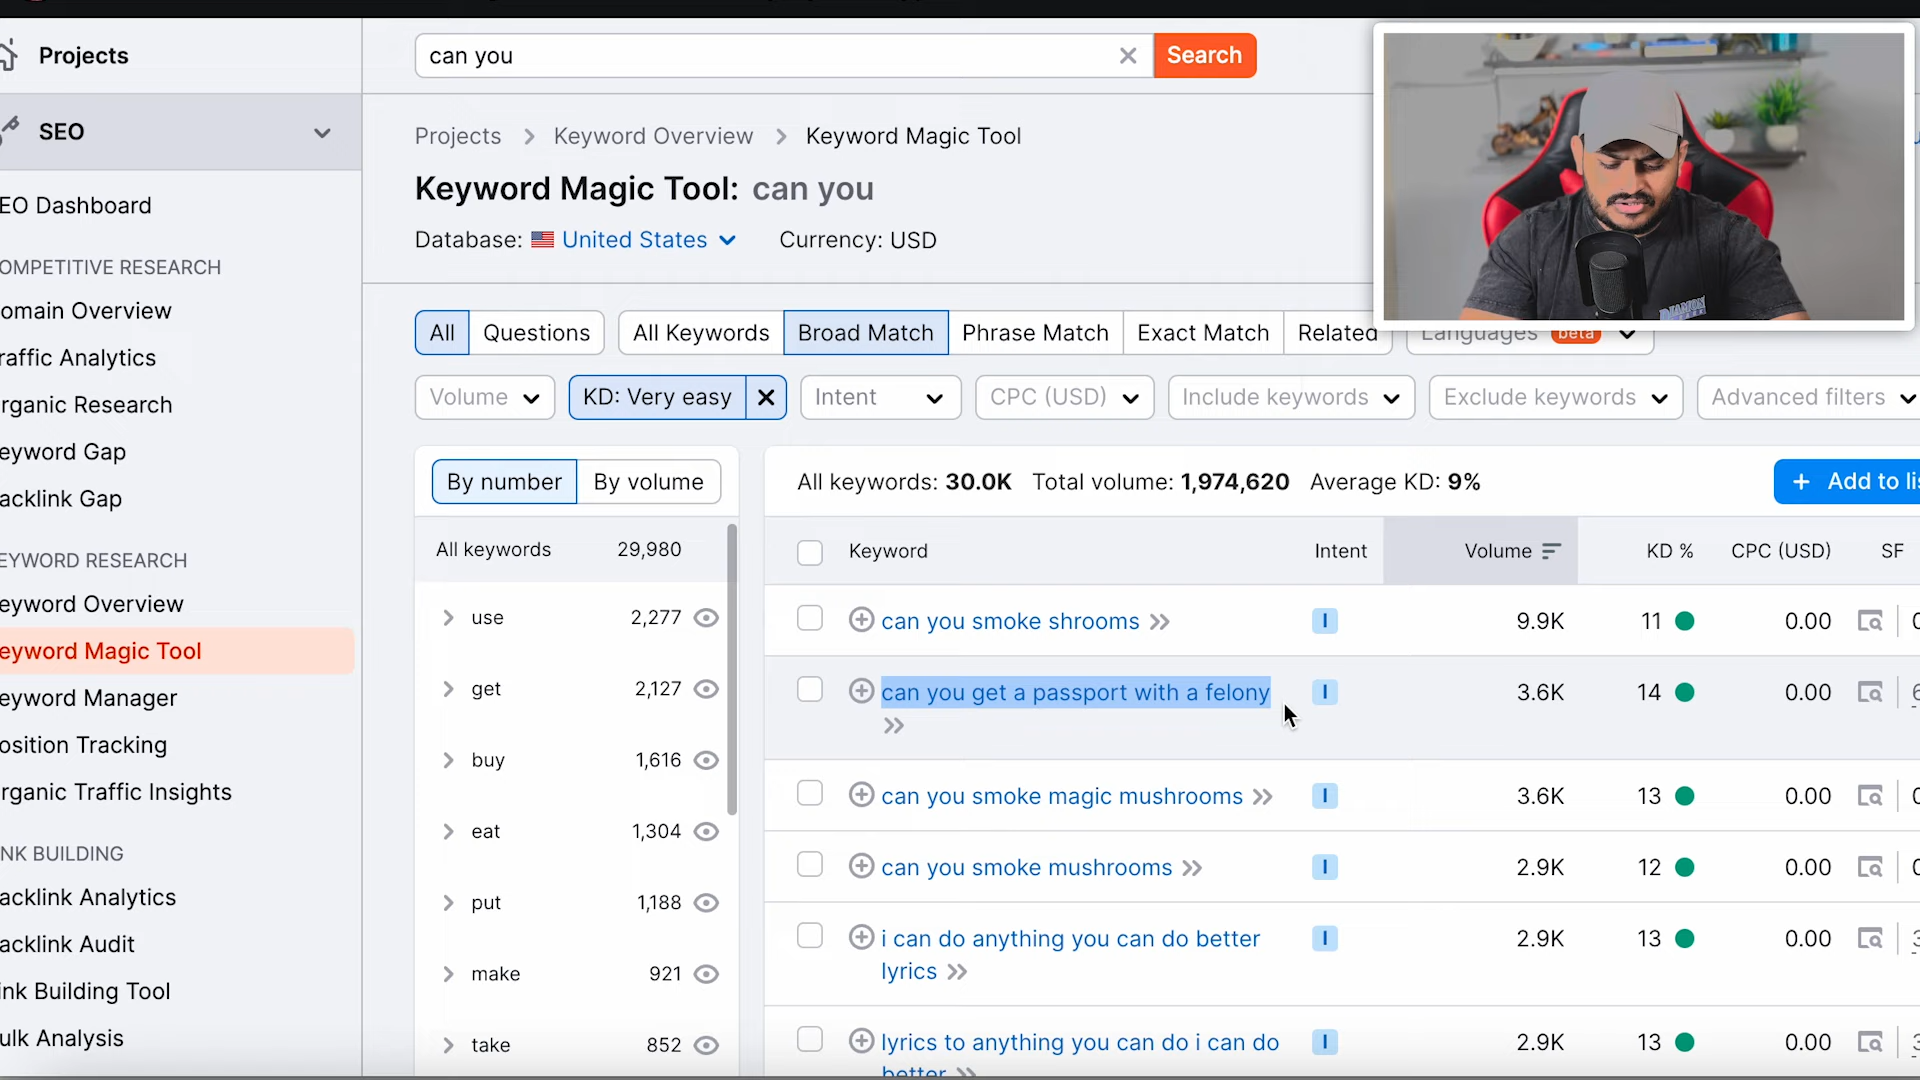 Projects
SEO
EO Dashboard
OMPETITIVE RESEARCH
omain Overview
raffic Analytics
rganic Research
eyword Gap
acklink Gap
EYWORD RESEARCH
eyword Overview
eyword Magic Tool
eyword Manager
osition Tracking
rganic Traffic Insights
NK BUILDING
acklink Analytics
acklink Audit
ink Building Tool
ulk Analysis
can you
Search
Projects > Keyword Overview > Keyword Magic Tool
Keyword Magic Tool: can you
Database: United States Currency: USD
All Questions All Keywords Broad Match Phrase Match Exact Match Related Languages beta
Volume KD: Very easy Intent CPC (USD) Include keywords Exclude keywords Advanced filters
By number By volume
All keywords 29,980
use 2,277
get 2,127
buy 1,616
eat 1,304
put 1,188
make 921
take 852
All keywords: 30.0K Total volume: 1,974,620 Average KD: 9%
+ Add to lis
Keyword Intent Volume KD % CPC (USD) SF
can you smoke shrooms I 9.9K 11 0.00
can you get a passport with a felony I 3.6K 14 0.00
can you smoke magic mushrooms I 3.6K 13 0.00
can you smoke mushrooms I 2.9K 12 0.00
i can do anything you can do better I 2.9K 13 0.00
lyrics
lyrics to anything you can do i can do I 2.9K 13 0.00
better